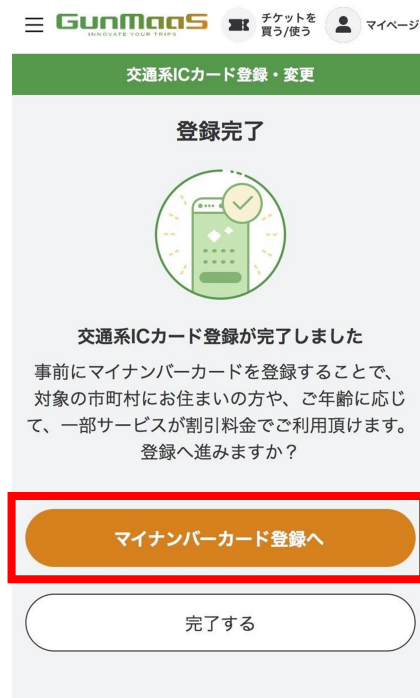 GunMaaS
INNOVATE YOUR TRIPS
チケットを
買う/使う
マイページ
交通系ICカード登録・変更
登録完了
交通系ICカード登録が完了しました
事前にマイナンバーカードを登録することで、
対象の市町村にお住まいの方や、ご年齢に応じ
て、一部サービスが割引料金でご利用頂けます。
登録へ進みますか？
マイナンバーカード登録へ
完了する